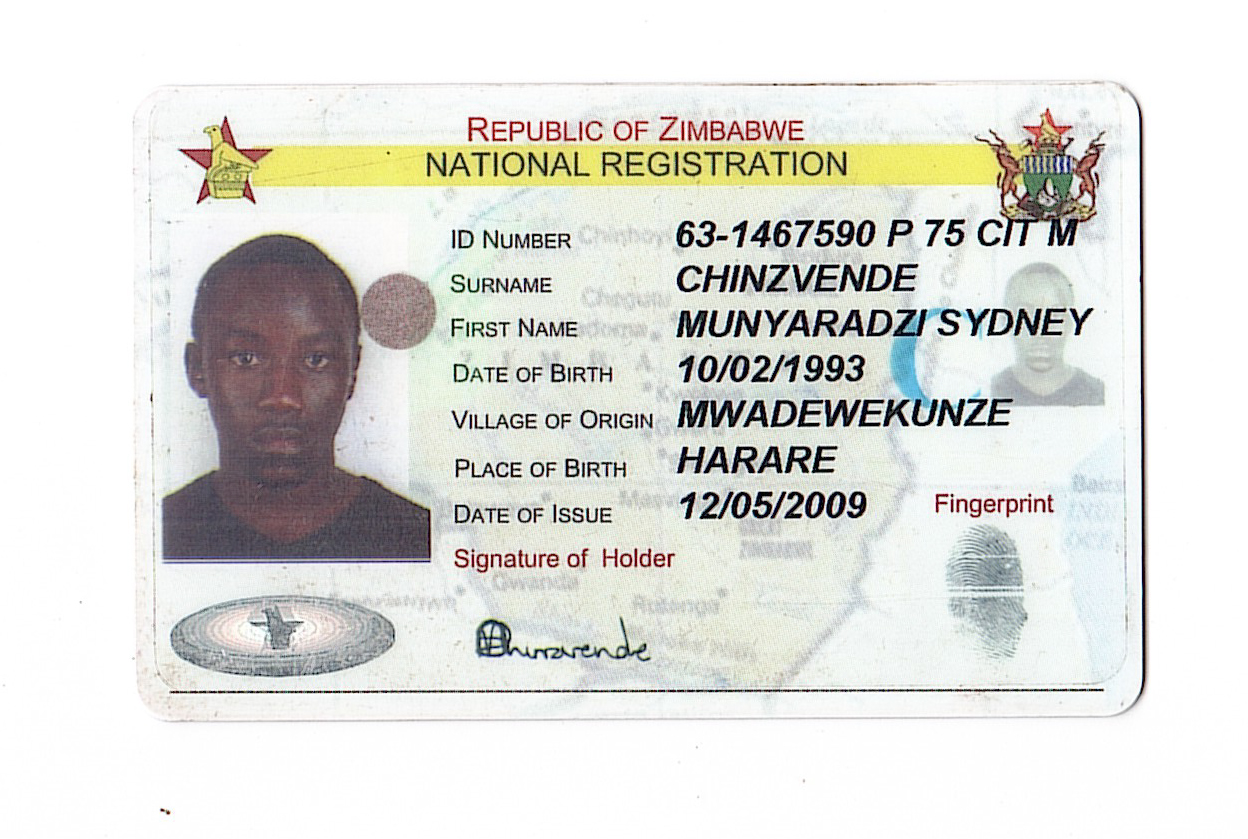 REPUBLIC OF ZIMBABWE
NATIONAL REGISTRATION
ID NUMBER 63-1467590 P 75 CIT M
SURNAME CHINZVENDE
FIRST NAME MUNYARADZI SYDNEY
DATE OF BIRTH 10/02/1993
VILLAGE OF ORIGIN MWADEWEKUNZE
PLACE OF BIRTH HARARE
DATE OF ISSUE 12/05/2009
Fingerprint
Signature of Holder
Gwanda
Rutenga